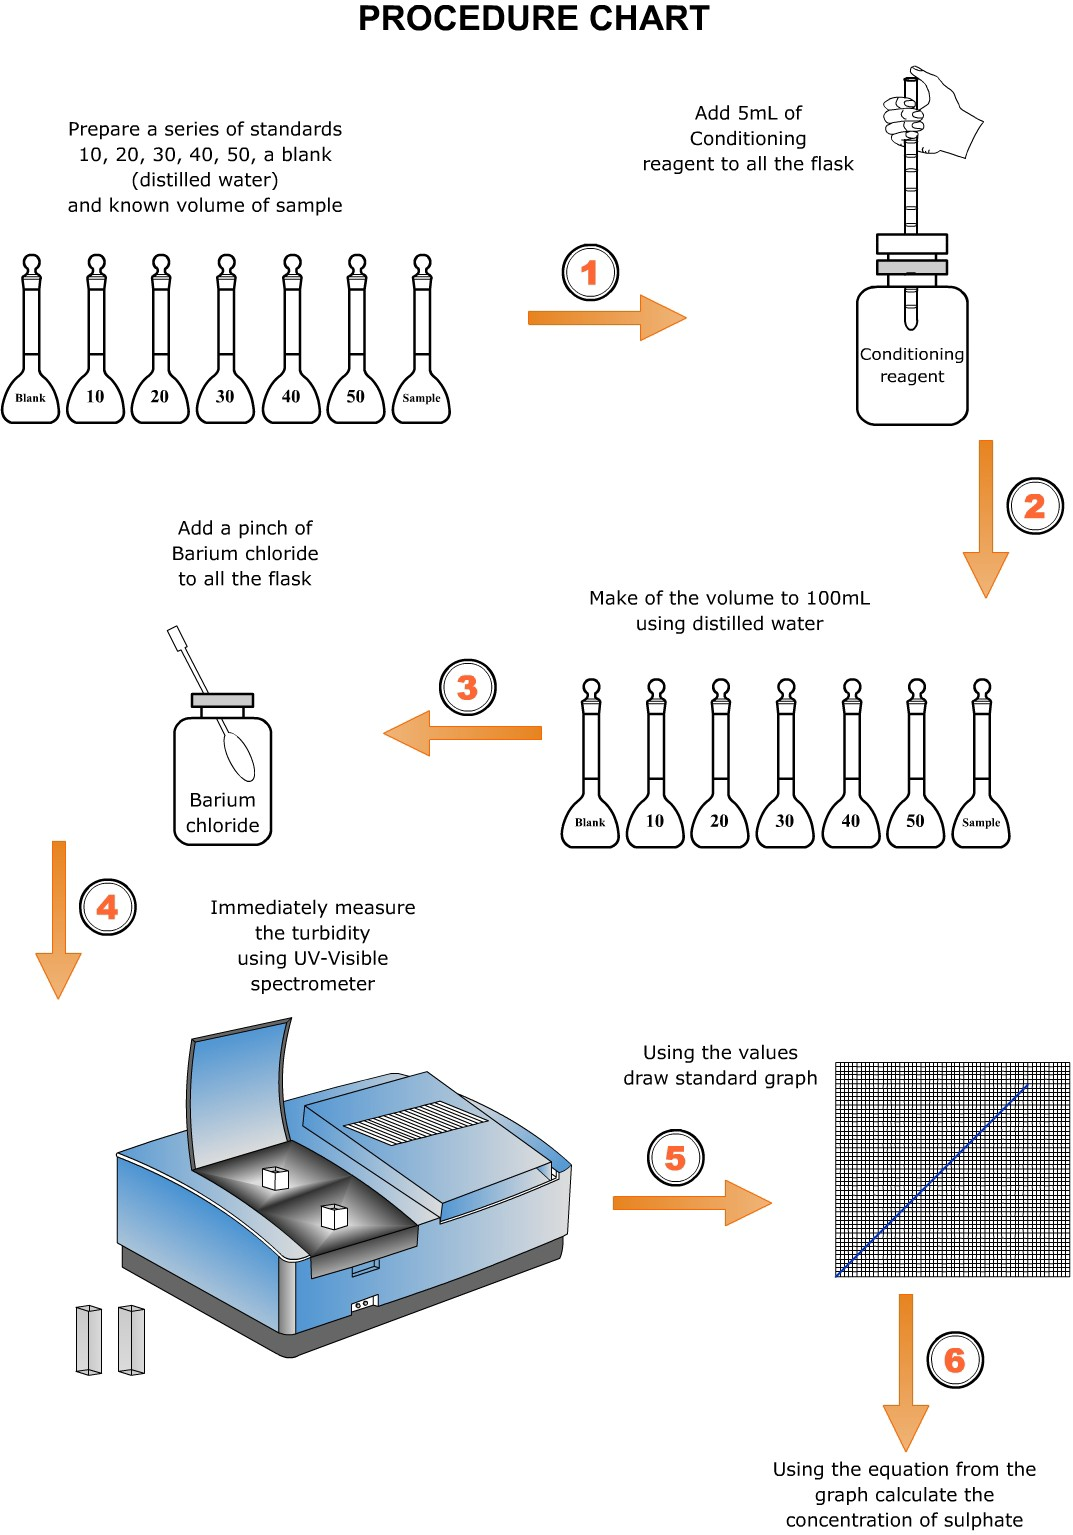 PROCEDURE CHART
Prepare a series of standards
10, 20, 30, 40, 50, a blank
(distilled water)
and known volume of sample
Blank
10
20
30
40
50
Sample
1
Add 5mL of
Conditioning
reagent to all the flask
Conditioning
reagent
2
Make of the volume to 100mL
using distilled water
Blank
10
20
30
40
50
Sample
3
Add a pinch of
Barium chloride
to all the flask
Barium
chloride
4
Immediately measure
the turbidity
using UV-Visible
spectrometer
5
Using the values
draw standard graph
6
Using the equation from the
graph calculate the
concentration of sulphate